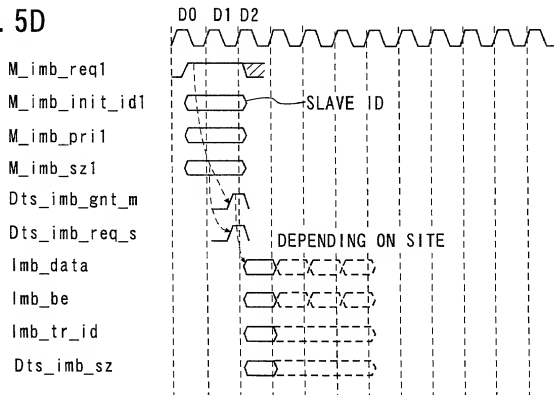 . 5D
D0 D1 D2
M_imb_req1
M_imb_init_id1 SLAVE ID
M_imb_pri1
M_imb_sz1
Dts_imb_gnt_m
Dts_imb_req_s
DEPENDING ON SITE
Imb_data
Imb_be
Imb_tr_id
Dts_imb_sz